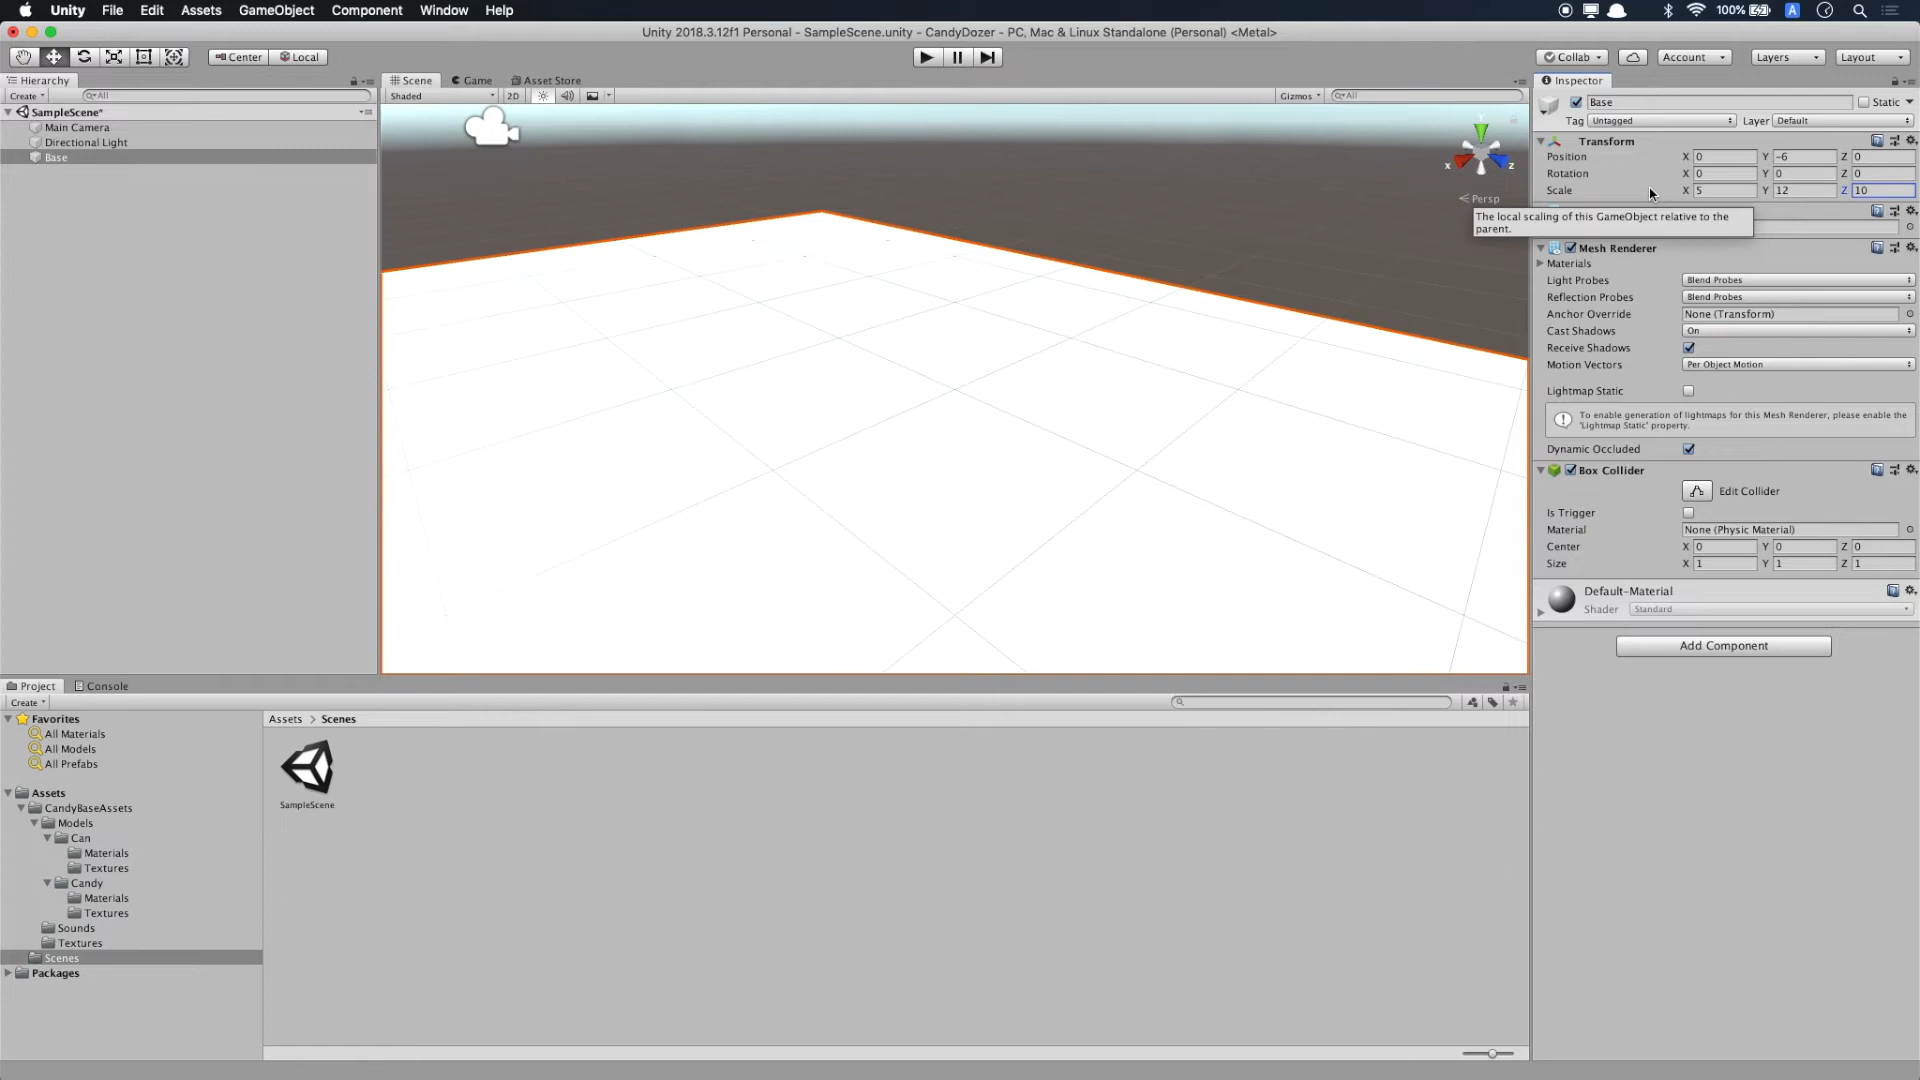 Unity File Edit Assets GameObject Component Window Help
100% A
Unity 2018.3.12f1 Personal - SampleScene.unity - CandyDozer - PC, Mac & Linux Standalone (Personal) <Metal>
Center Local
Collab Account Layers Layout
Hierarchy
Create All
SampleScene*
Main Camera
Directional Light
Base
Scene Game Asset Store
Shaded 2D Gizmos All
x z
Persp
Inspector
Base Static
Tag Untagged Layer Default
Transform
Position X 0 Y -6 Z 0
Rotation X 0 Y 0 Z 0
Scale X 5 Y 12 Z 10
The local scaling of this GameObject relative to the
parent.
Mesh Renderer
Materials
Light Probes Blend Probes
Reflection Probes Blend Probes
Anchor Override None (Transform)
Cast Shadows On
Receive Shadows
Motion Vectors Per Object Motion
Lightmap Static
To enable generation of lightmaps for this Mesh Renderer, please enable the
'Lightmap Static' property.
Dynamic Occluded
Box Collider
Edit Collider
Is Trigger
Material None (Physic Material)
Center X 0 Y 0 Z 0
Size X 1 Y 1 Z 1
Default-Material
Shader Standard
Add Component
Project Console
Create
Favorites
All Materials
All Models
All Prefabs
Assets
CandyBaseAssets
Models
Can
Materials
Textures
Candy
Materials
Textures
Sounds
Textures
Scenes
Packages
Assets > Scenes
SampleScene